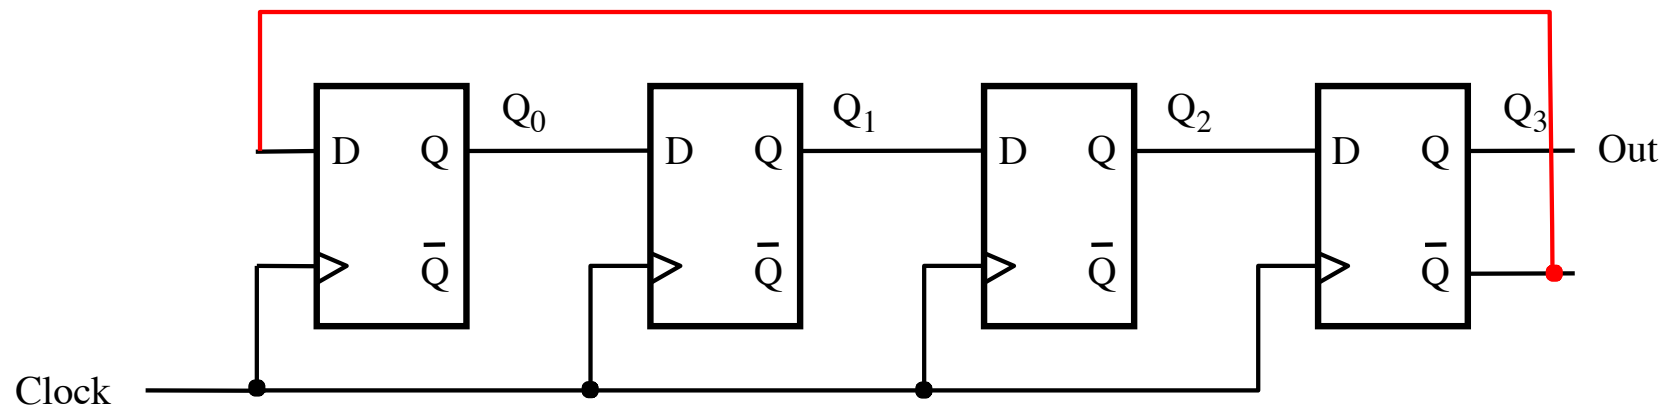 Q₀ Q₁ Q₂ Q₃
D Q D Q D Q D Q Out
Q̅ Q̅ Q̅ Q̅
Clock